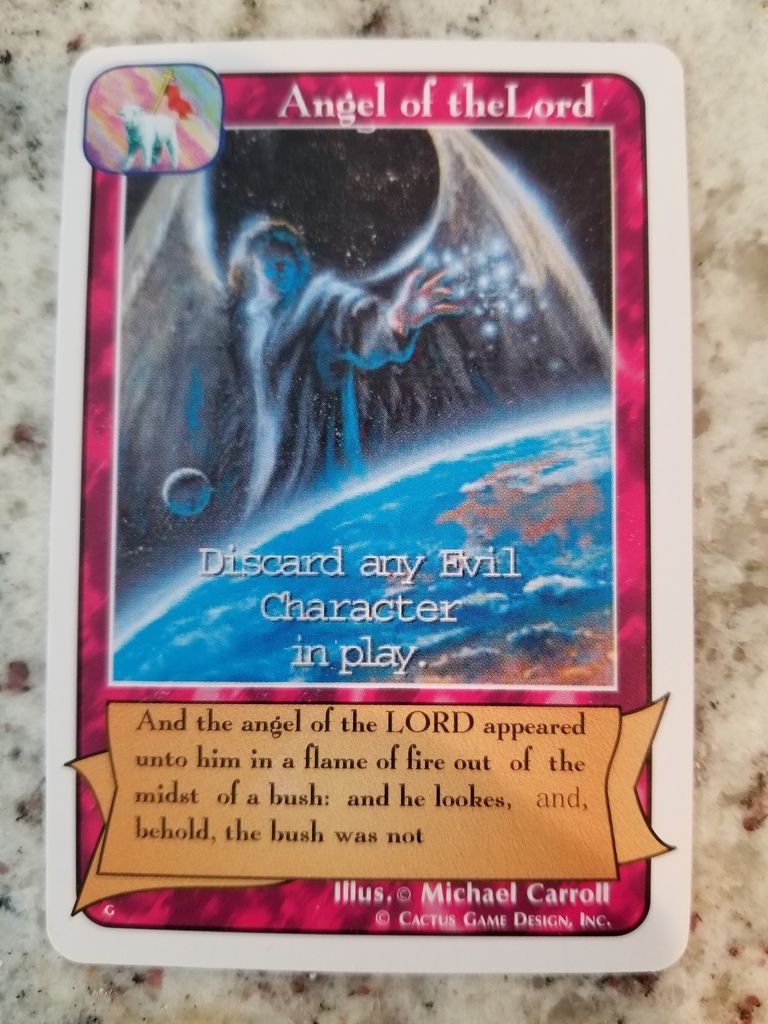 Angel of theLord
Discard any Evil
Character
in play.
And the angel of the LORD appeared
unto him in a flame of fire out of the
midst of a bush: and he lookes, and,
behold, the bush was not
Illus. © Michael Carroll
G
© Cactus Game Design, Inc.